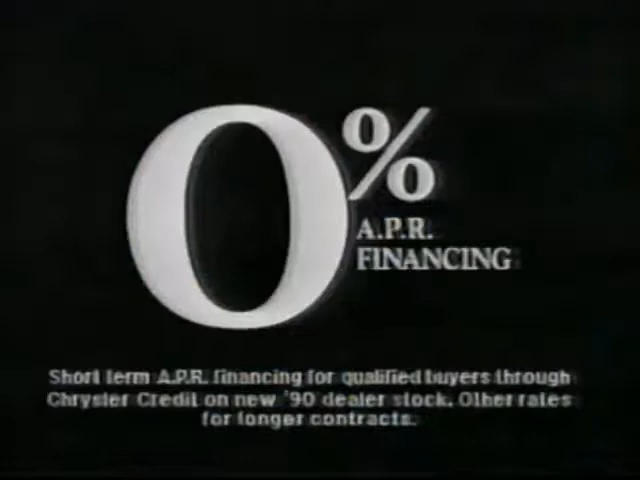 0%
A.P.R.
FINANCING
Short term A.P.R. financing for qualified buyers through
Chrysler Credit on new '90 dealer stock. Other rates
for longer contracts.